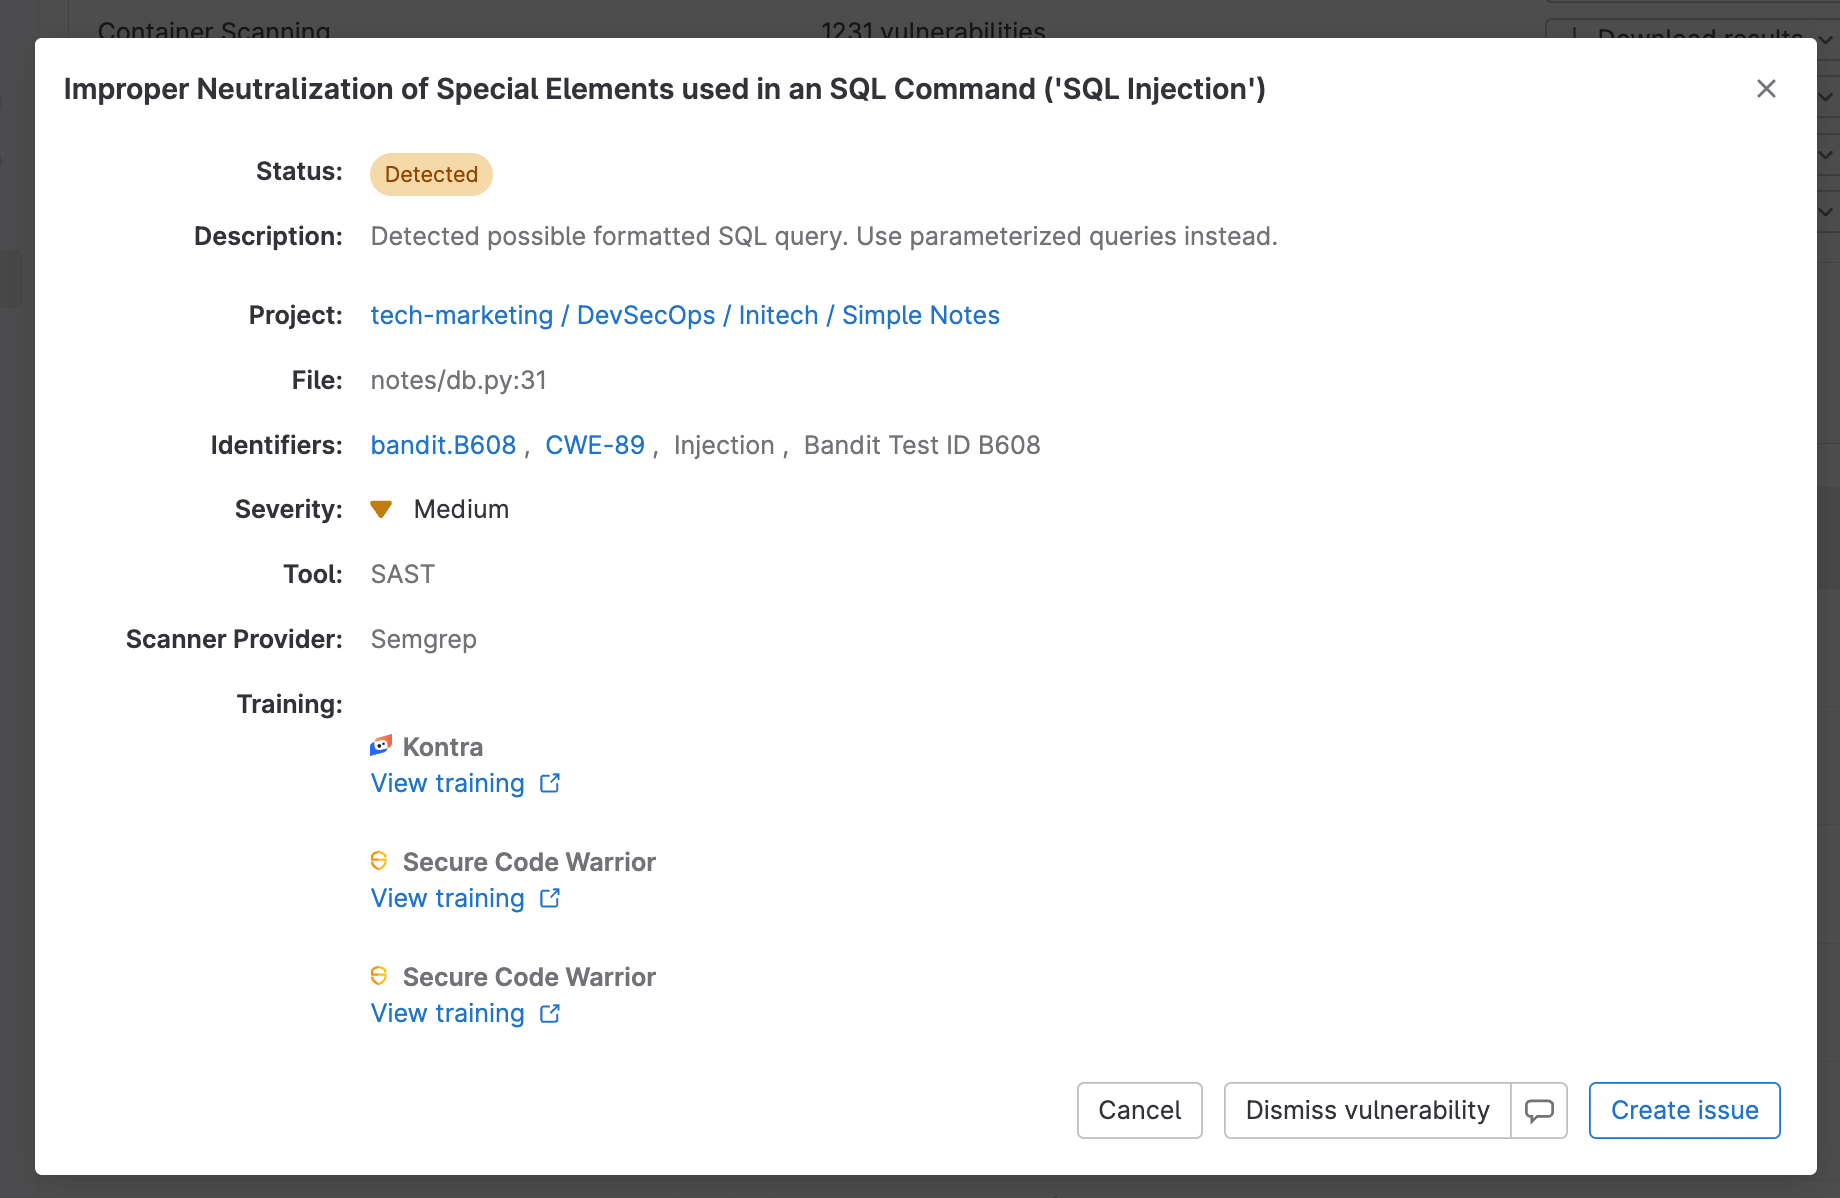 Container Scanning 1231 vulnerabilities Download results
Improper Neutralization of Special Elements used in an SQL Command ('SQL Injection')
Status: Detected
Description: Detected possible formatted SQL query. Use parameterized queries instead.
Project: tech-marketing / DevSecOps / Initech / Simple Notes
File: notes/db.py:31
Identifiers: bandit.B608 , CWE-89 , Injection , Bandit Test ID B608
Severity: Medium
Tool: SAST
Scanner Provider: Semgrep
Training:
Kontra
View training
Secure Code Warrior
View training
Secure Code Warrior
View training
Cancel Dismiss vulnerability Create issue